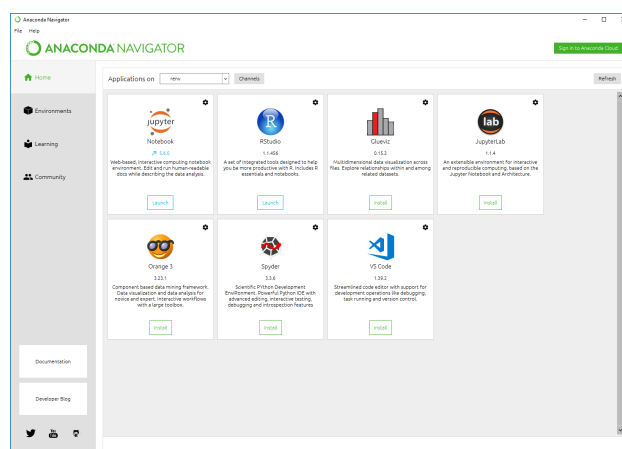 Anaconda Navigator
File Help
ANACONDA NAVIGATOR
Sign in to Anaconda Cloud
Home
Environments
Learning
Community
Documentation
Developer Blog
You Tube
Applications on
renv
Channels
Refresh
jupyter
Notebook
5.6.0
Web-based, interactive computing notebook
environment. Edit and run human-readable
docs while describing the data analysis.
Launch
R
RStudio
1.1.456
A set of integrated tools designed to help
you be more productive with R. Includes R
essentials and notebooks.
Launch
Glueviz
0.15.2
Multidimensional data visualization across
files. Explore relationships within and among
related datasets.
Install
lab
JupyterLab
1.1.4
An extensible environment for interactive
and reproducible computing, based on the
Jupyter Notebook and Architecture.
Install
Orange 3
3.23.1
Component based data mining framework.
Data visualization and data analysis for
novice and expert. Interactive workflows
with a large toolbox.
Install
Spyder
3.3.6
Scientific PYthon Development
EnviRonment. Powerful Python IDE with
advanced editing, interactive testing,
debugging and introspection features
Install
VS Code
1.39.2
Streamlined code editor with support for
development operations like debugging,
task running and version control.
Install